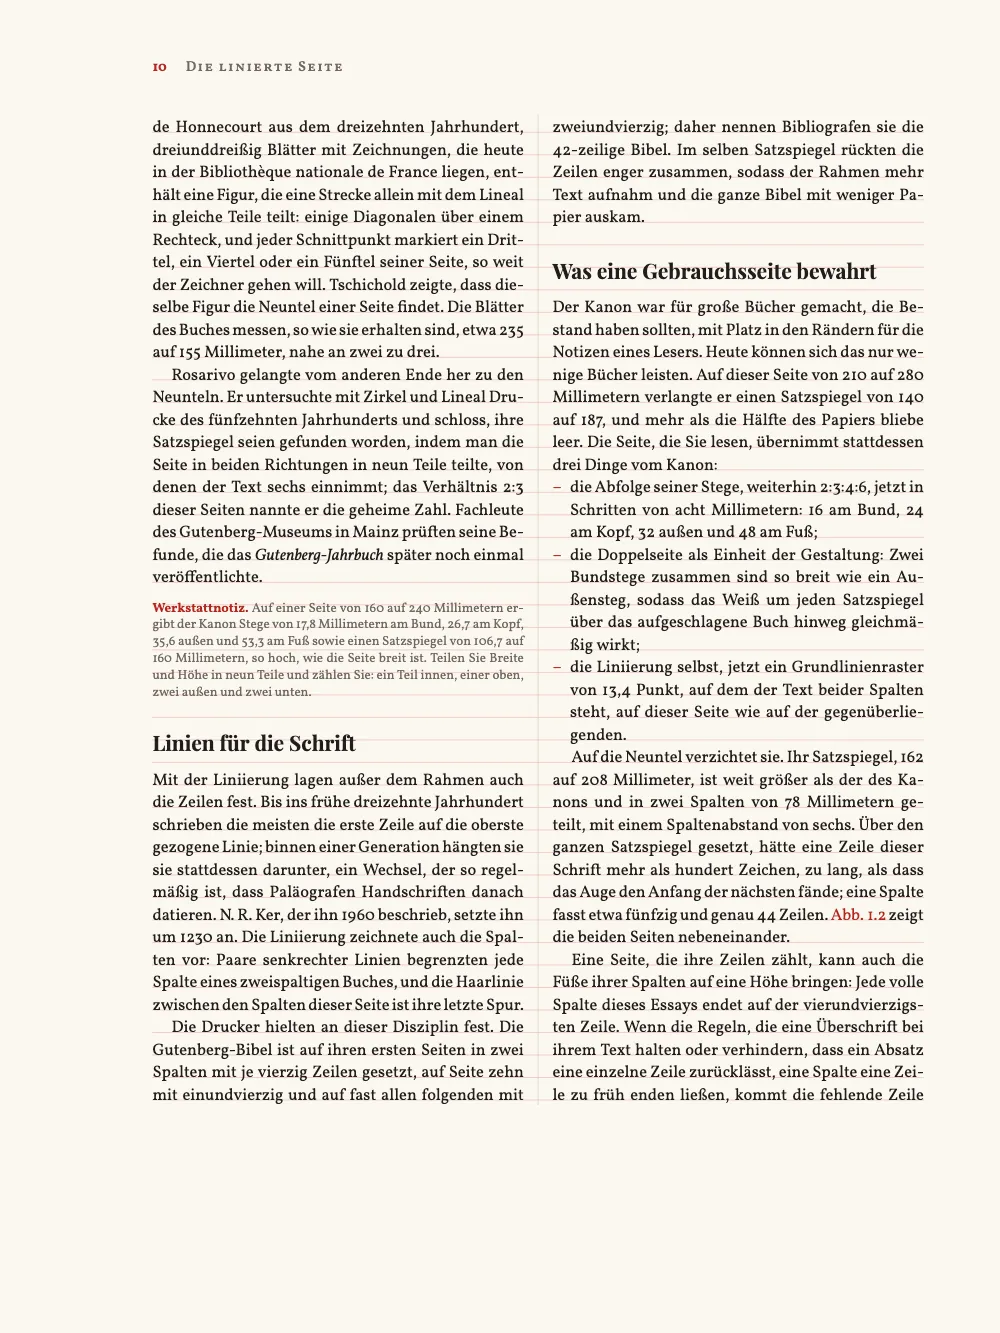 10 Die linierte Seite
de Honnecourt aus dem dreizehnten Jahrhundert,
dreiunddreißig Blätter mit Zeichnungen, die heute
in der Bibliothèque nationale de France liegen, ent-
hält eine Figur, die eine Strecke allein mit dem Lineal
in gleiche Teile teilt: einige Diagonalen über einem
Rechteck, und jeder Schnittpunkt markiert ein Drit-
tel, ein Viertel oder ein Fünftel seiner Seite, so weit
der Zeichner gehen will. Tschichold zeigte, dass die-
selbe Figur die Neuntel einer Seite findet. Die Blätter
des Buches messen, so wie sie erhalten sind, etwa 235
auf 155 Millimeter, nahe an zwei zu drei.
Rosarivo gelangte vom anderen Ende her zu den
Neunteln. Er untersuchte mit Zirkel und Lineal Dru-
cke des fünfzehnten Jahrhunderts und schloss, ihre
Satzspiegel seien gefunden worden, indem man die
Seite in beiden Richtungen in neun Teile teilte, von
denen der Text sechs einnimmt; das Verhältnis 2:3
dieser Seiten nannte er die geheime Zahl. Fachleute
des Gutenberg-Museums in Mainz prüften seine Be-
funde, die das Gutenberg-Jahrbuch später noch einmal
veröffentlichte.
Werkstattnotiz. Auf einer Seite von 160 auf 240 Millimetern er-
gibt der Kanon Stege von 17,8 Millimetern am Bund, 26,7 am Kopf,
35,6 außen und 53,3 am Fuß sowie einen Satzspiegel von 106,7 auf
160 Millimetern, so hoch, wie die Seite breit ist. Teilen Sie Breite
und Höhe in neun Teile und zählen Sie: ein Teil innen, einer oben,
zwei außen und zwei unten.
Linien für die Schrift
Mit der Liniierung lagen außer dem Rahmen auch
die Zeilen fest. Bis ins frühe dreizehnte Jahrhundert
schrieben die meisten die erste Zeile auf die oberste
gezogene Linie; binnen einer Generation hängten sie
sie stattdessen darunter, ein Wechsel, der so regel-
mäßig ist, dass Paläografen Handschriften danach
datieren. N. R. Ker, der ihn 1960 beschrieb, setzte ihn
um 1230 an. Die Liniierung zeichnete auch die Spal-
ten vor: Paare senkrechter Linien begrenzten jede
Spalte eines zweispaltigen Buches, und die Haarlinie
zwischen den Spalten dieser Seite ist ihre letzte Spur.
Die Drucker hielten an dieser Disziplin fest. Die
Gutenberg-Bibel ist auf ihren ersten Seiten in zwei
Spalten mit je vierzig Zeilen gesetzt, auf Seite zehn
mit einundvierzig und auf fast allen folgenden mit
zweiundvierzig; daher nennen Bibliografen sie die
42-zeilige Bibel. Im selben Satzspiegel rückten die
Zeilen enger zusammen, sodass der Rahmen mehr
Text aufnahm und die ganze Bibel mit weniger Pa-
pier auskam.
Was eine Gebrauchsseite bewahrt
Der Kanon war für große Bücher gemacht, die Be-
stand haben sollten, mit Platz in den Rändern für die
Notizen eines Lesers. Heute können sich das nur we-
nige Bücher leisten. Auf dieser Seite von 210 auf 280
Millimetern verlangte er einen Satzspiegel von 140
auf 187, und mehr als die Hälfte des Papiers bliebe
leer. Die Seite, die Sie lesen, übernimmt stattdessen
drei Dinge vom Kanon:
– die Abfolge seiner Stege, weiterhin 2:3:4:6, jetzt in
Schritten von acht Millimetern: 16 am Bund, 24
am Kopf, 32 außen und 48 am Fuß;
– die Doppelseite als Einheit der Gestaltung: Zwei
Bundstege zusammen sind so breit wie ein Au-
ßensteg, sodass das Weiß um jeden Satzspiegel
über das aufgeschlagene Buch hinweg gleichmä-
ßig wirkt;
– die Liniierung selbst, jetzt ein Grundlinienraster
von 13,4 Punkt, auf dem der Text beider Spalten
steht, auf dieser Seite wie auf der gegenüberlie-
genden.
Auf die Neuntel verzichtet sie. Ihr Satzspiegel, 162
auf 208 Millimeter, ist weit größer als der des Ka-
nons und in zwei Spalten von 78 Millimetern ge-
teilt, mit einem Spaltenabstand von sechs. Über den
ganzen Satzspiegel gesetzt, hätte eine Zeile dieser
Schrift mehr als hundert Zeichen, zu lang, als dass
das Auge den Anfang der nächsten fände; eine Spalte
fasst etwa fünfzig und genau 44 Zeilen. Abb. 1.2 zeigt
die beiden Seiten nebeneinander.
Eine Seite, die ihre Zeilen zählt, kann auch die
Füße ihrer Spalten auf eine Höhe bringen: Jede volle
Spalte dieses Essays endet auf der vierundvierzigs-
ten Zeile. Wenn die Regeln, die eine Überschrift bei
ihrem Text halten oder verhindern, dass ein Absatz
eine einzelne Zeile zurücklässt, eine Spalte eine Zei-
le zu früh enden ließen, kommt die fehlende Zeile